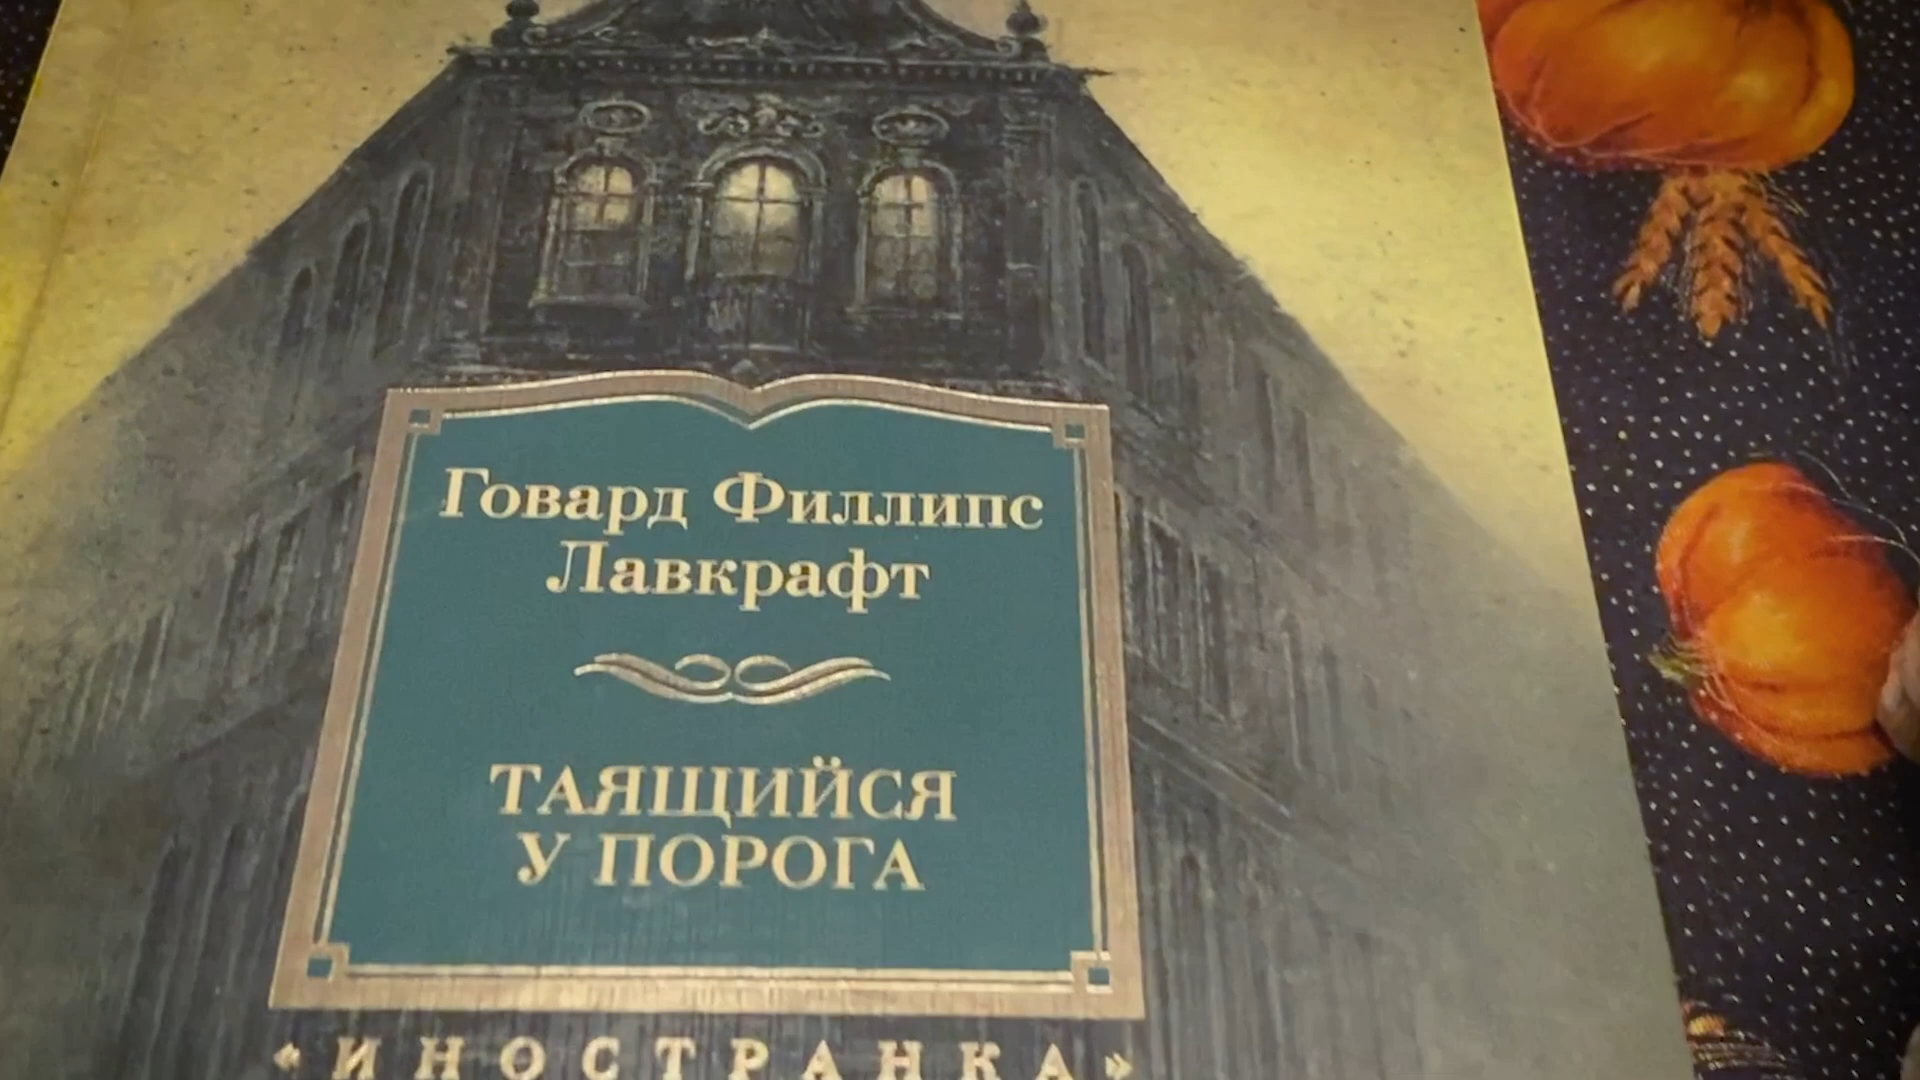 Говард Филлипс
Лавкрафт
ТАЯЩИЙСЯ
У ПОРОГА
«ИНОСТРАНКА»